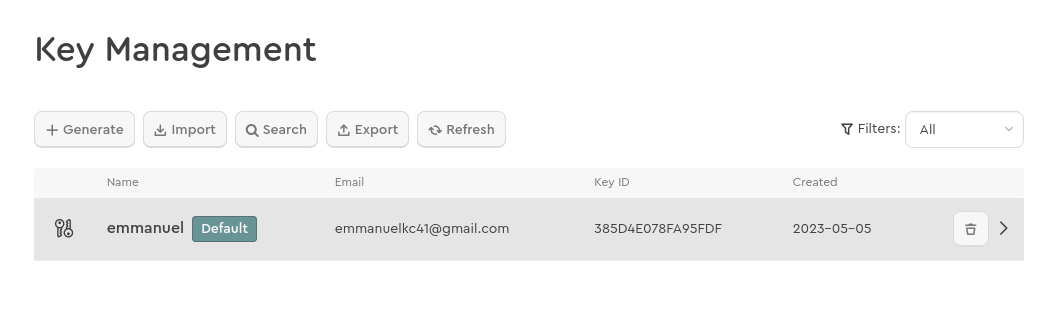 Key Management
Generate Import Search Export Refresh Filters: All
Name Email Key ID Created
emmanuel Default emmanuelkc41@gmail.com 385D4E078FA95FDF 2023-05-05